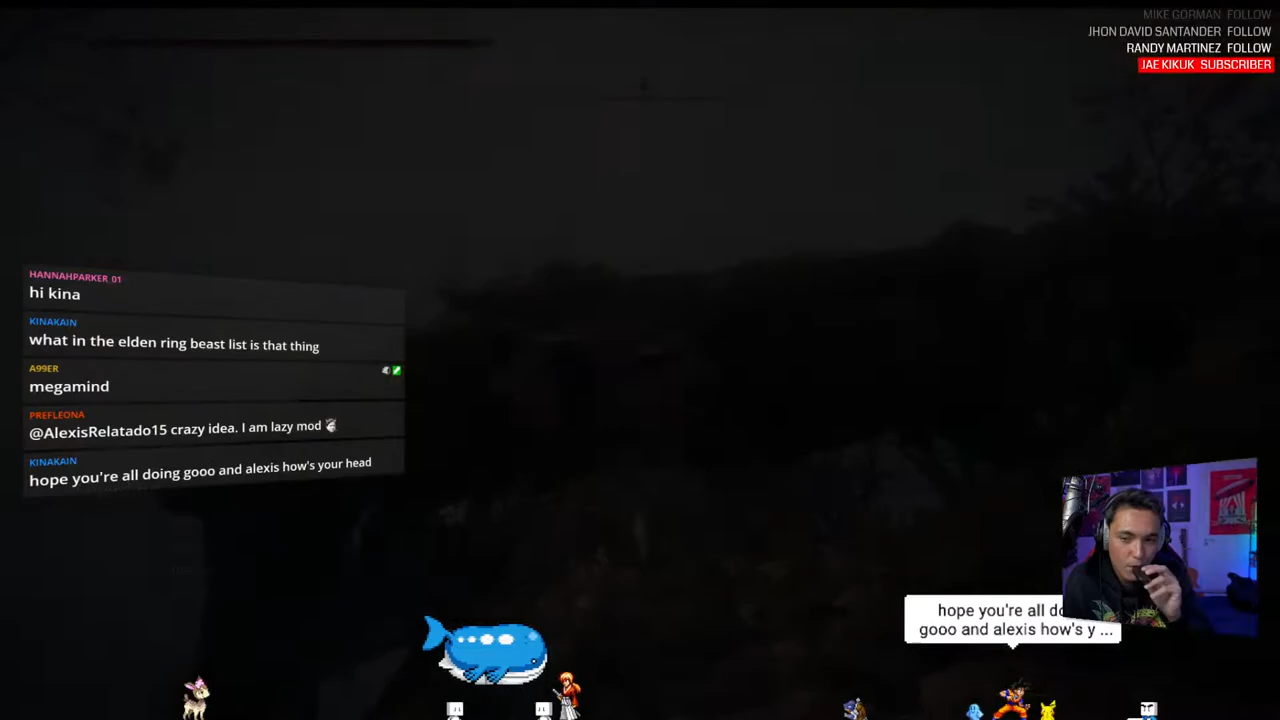 MIKE GORMAN FOLLOW
JHON DAVID SANTANDER FOLLOW
RANDY MARTINEZ FOLLOW
JAE KIKUK SUBSCRIBER
HANNAHPARKER_01
hi kina
KINAKAIN
what in the elden ring beast list is that thing
A99ER
megamind
PREFLEONA
@AlexisRelatado15 crazy idea. I am lazy mod
KINAKAIN
hope you're all doing gooo and alexis how's your head
hope you're all do
gooo and alexis how's y ...